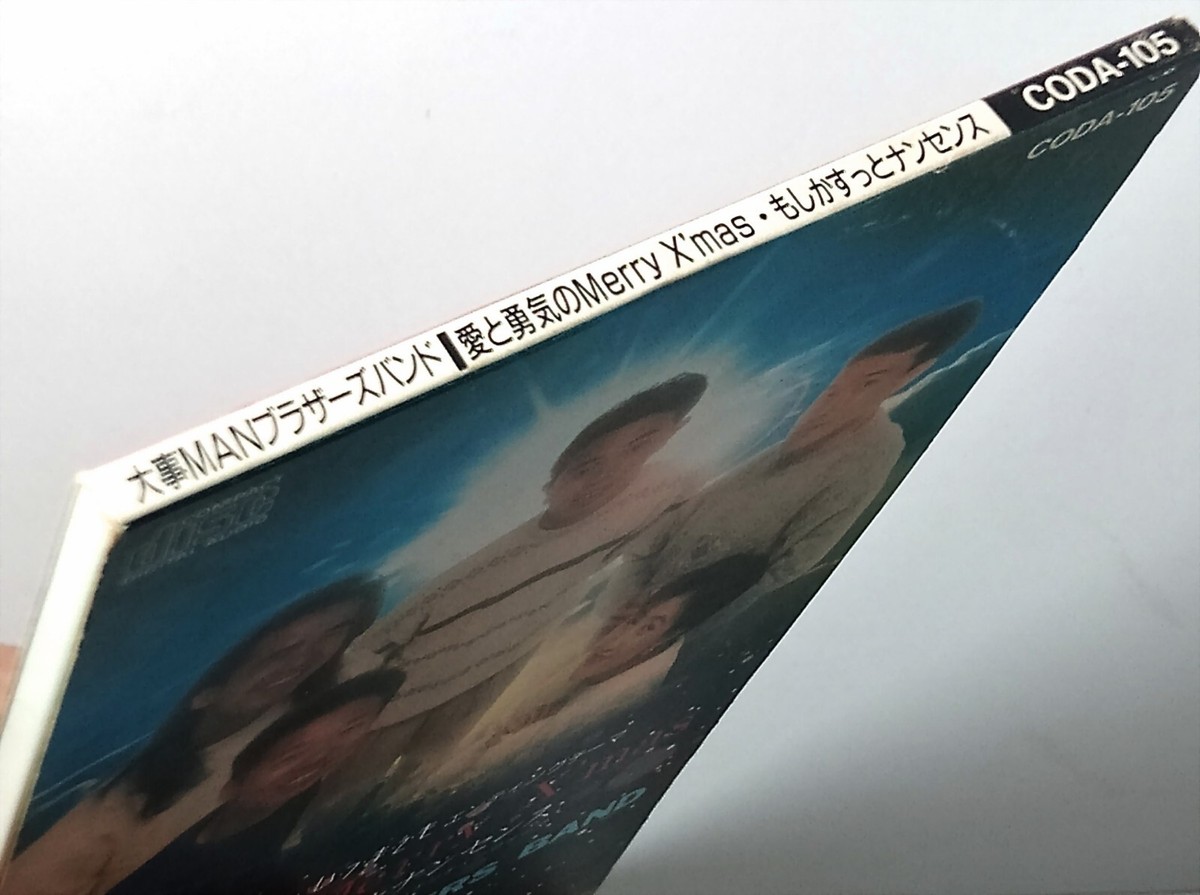 大事MANブラザーズバンド 愛と勇気のMerry X'mas・もしかすっとナンセンス CODA-105
CODA-105
BAND